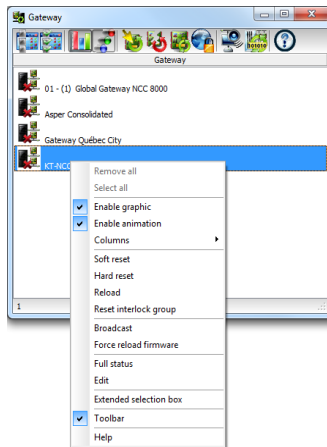 Gateway
010101
Gateway
01 - (1) Global Gateway NCC 8000
Asper Consolidated
Gateway Québec City
KT-NCC
Remove all
Select all
Enable graphic
Enable animation
Columns
Soft reset
Hard reset
Reload
Reset interlock group
Broadcast
Force reload firmware
Full status
Edit
Extended selection box
1
Toolbar
Help